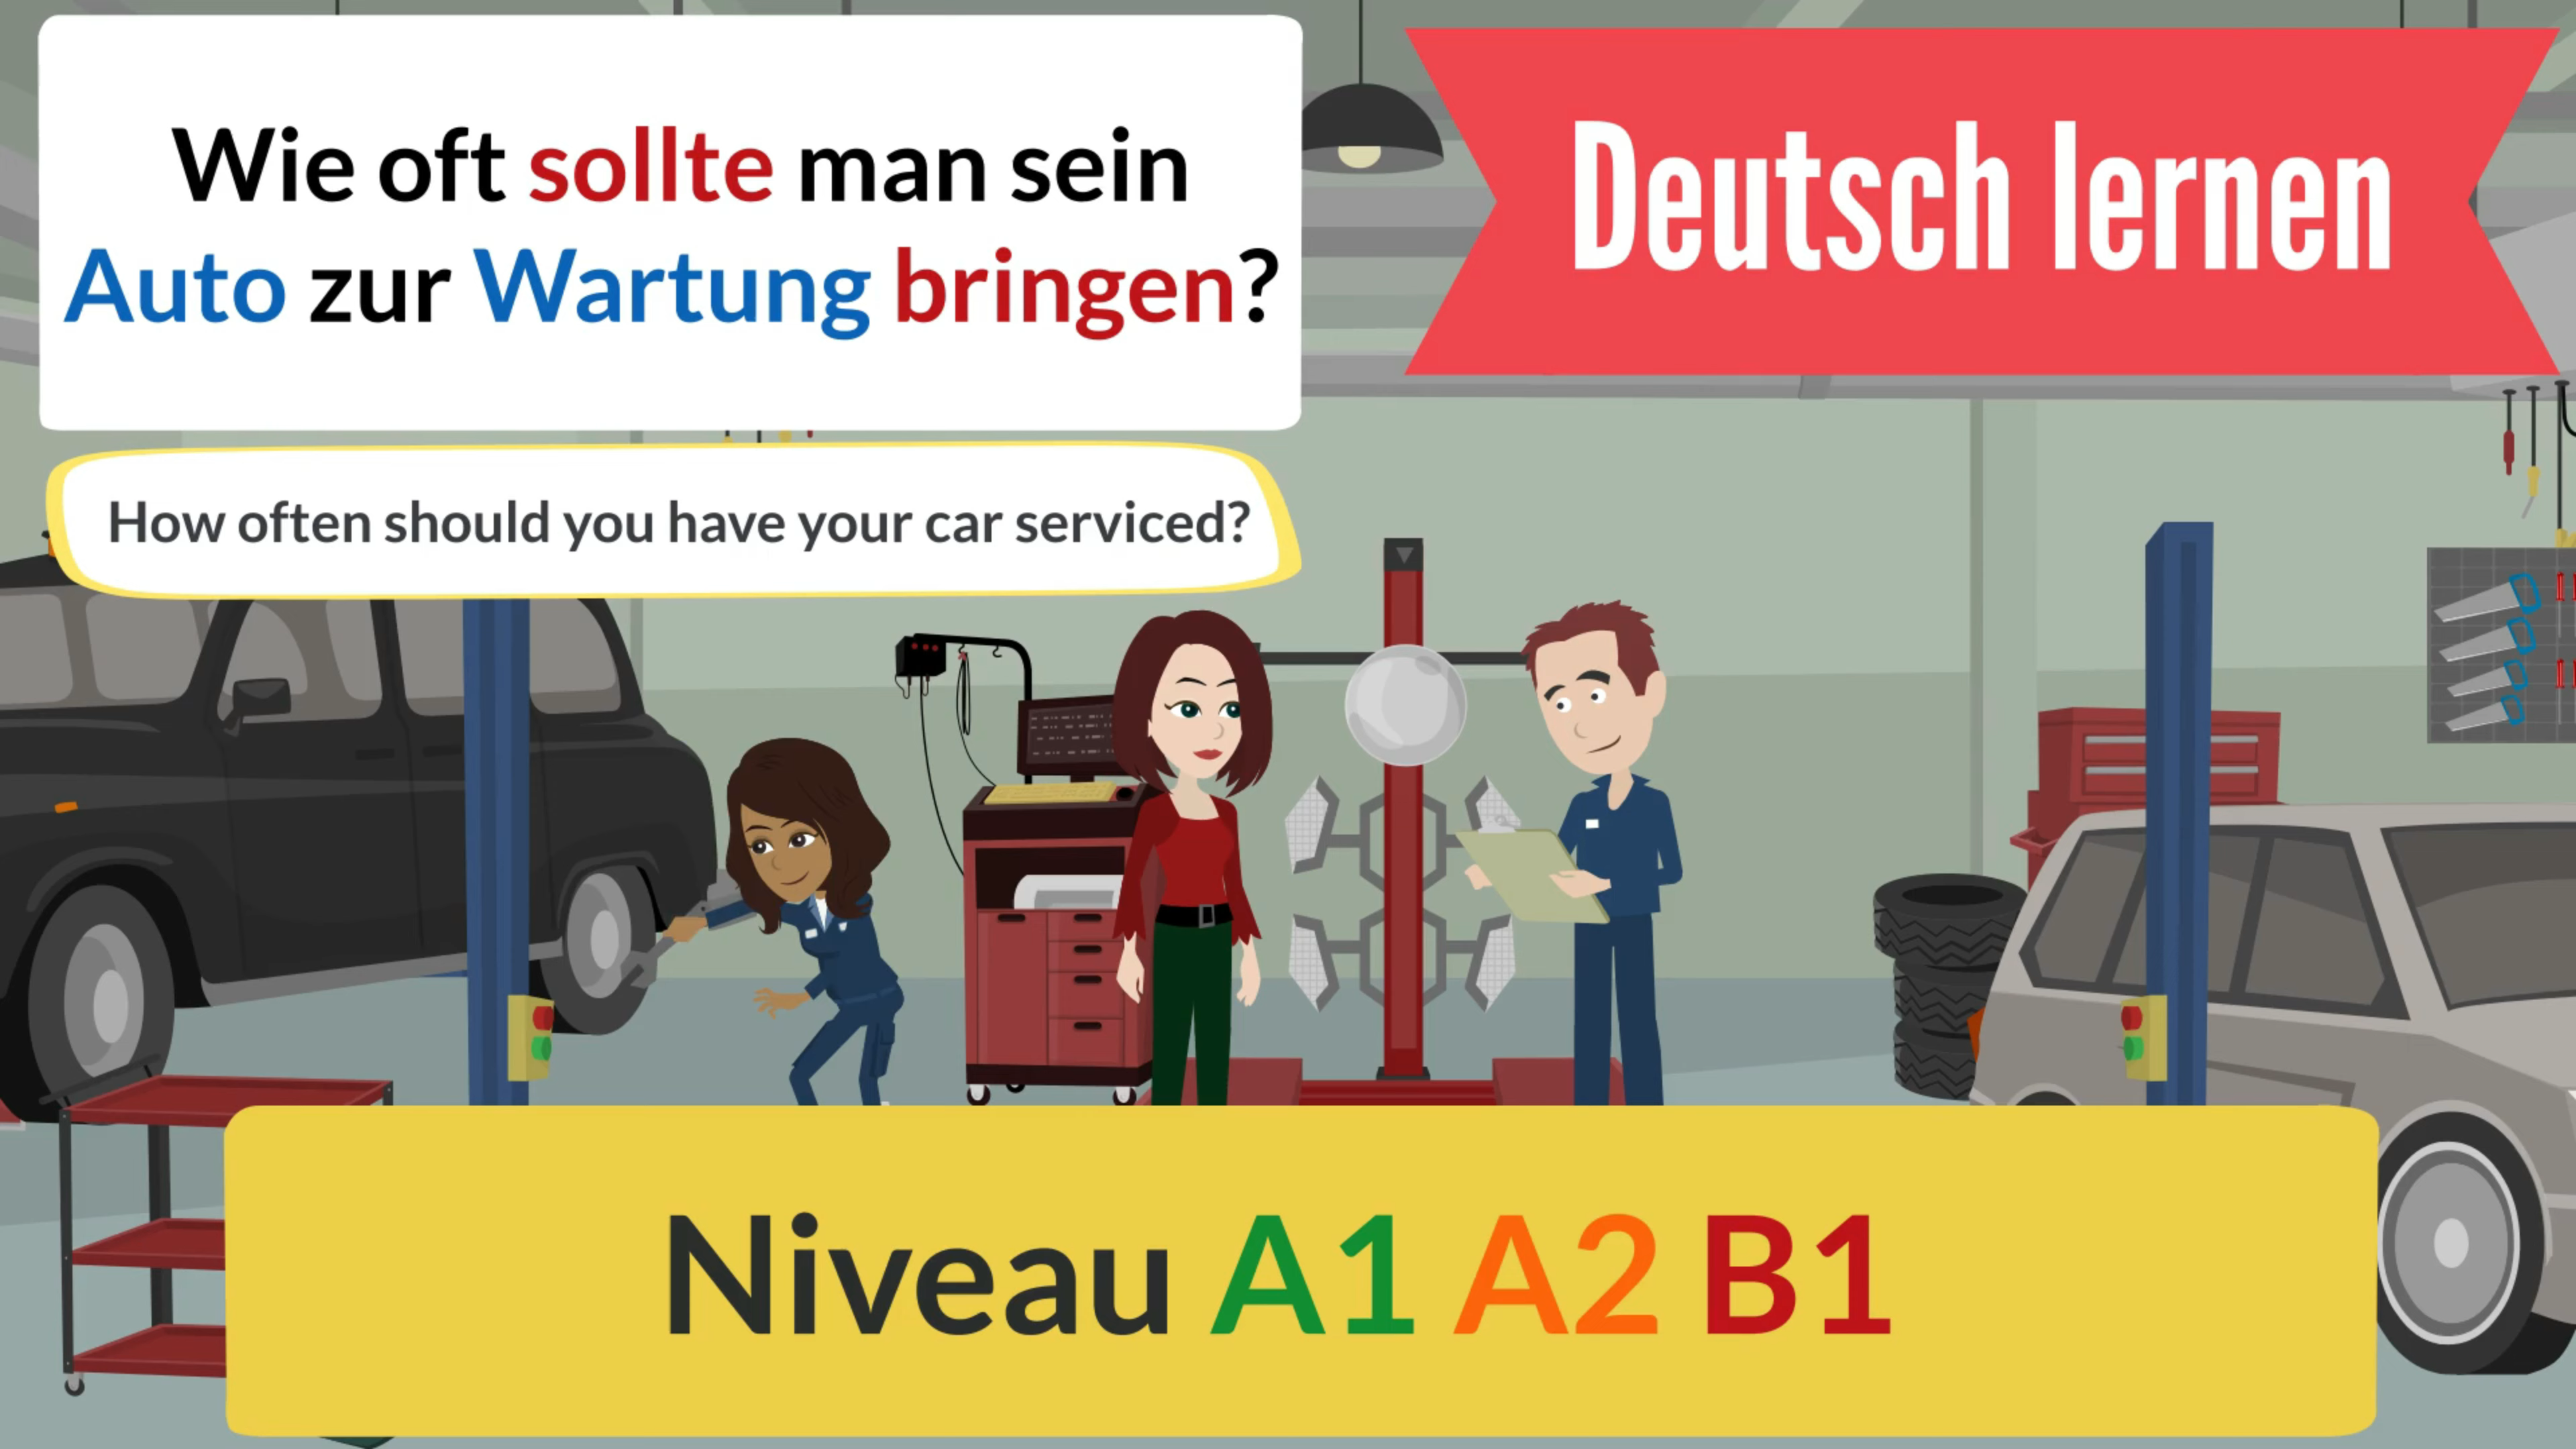 Wie oft sollte man sein
Auto zur Wartung bringen?
Deutsch lernen
How often should you have your car serviced?
Niveau A1 A2 B1